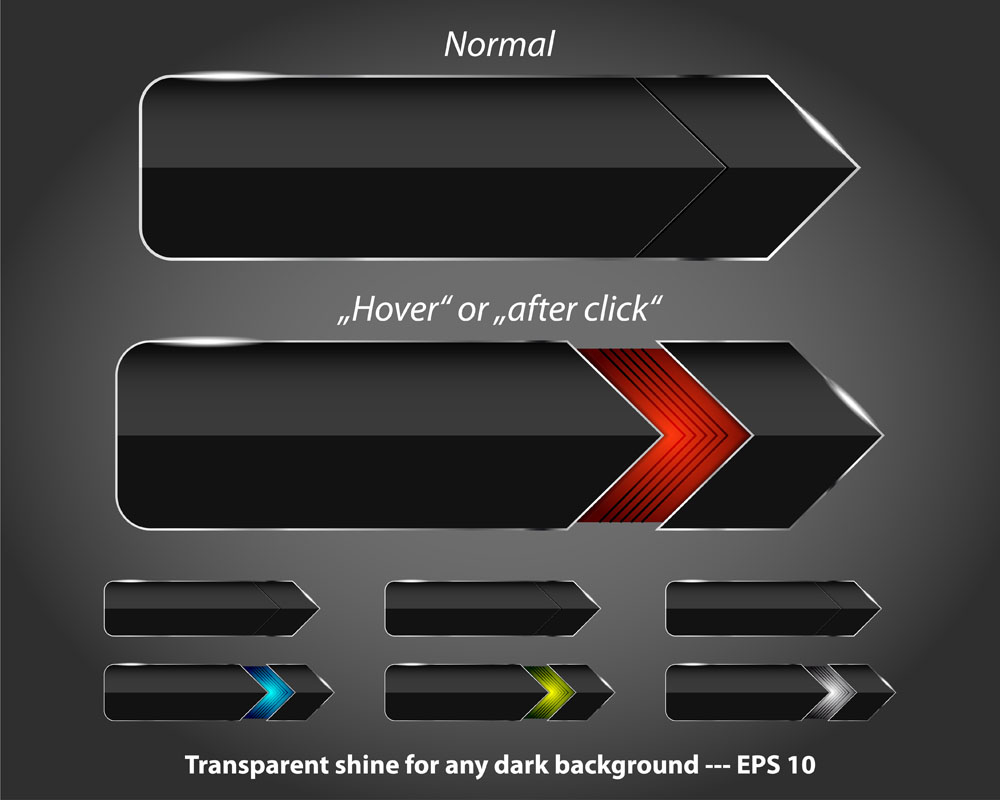 Normal
„Hover“ or „after click“
Transparent shine for any dark background --- EPS 10